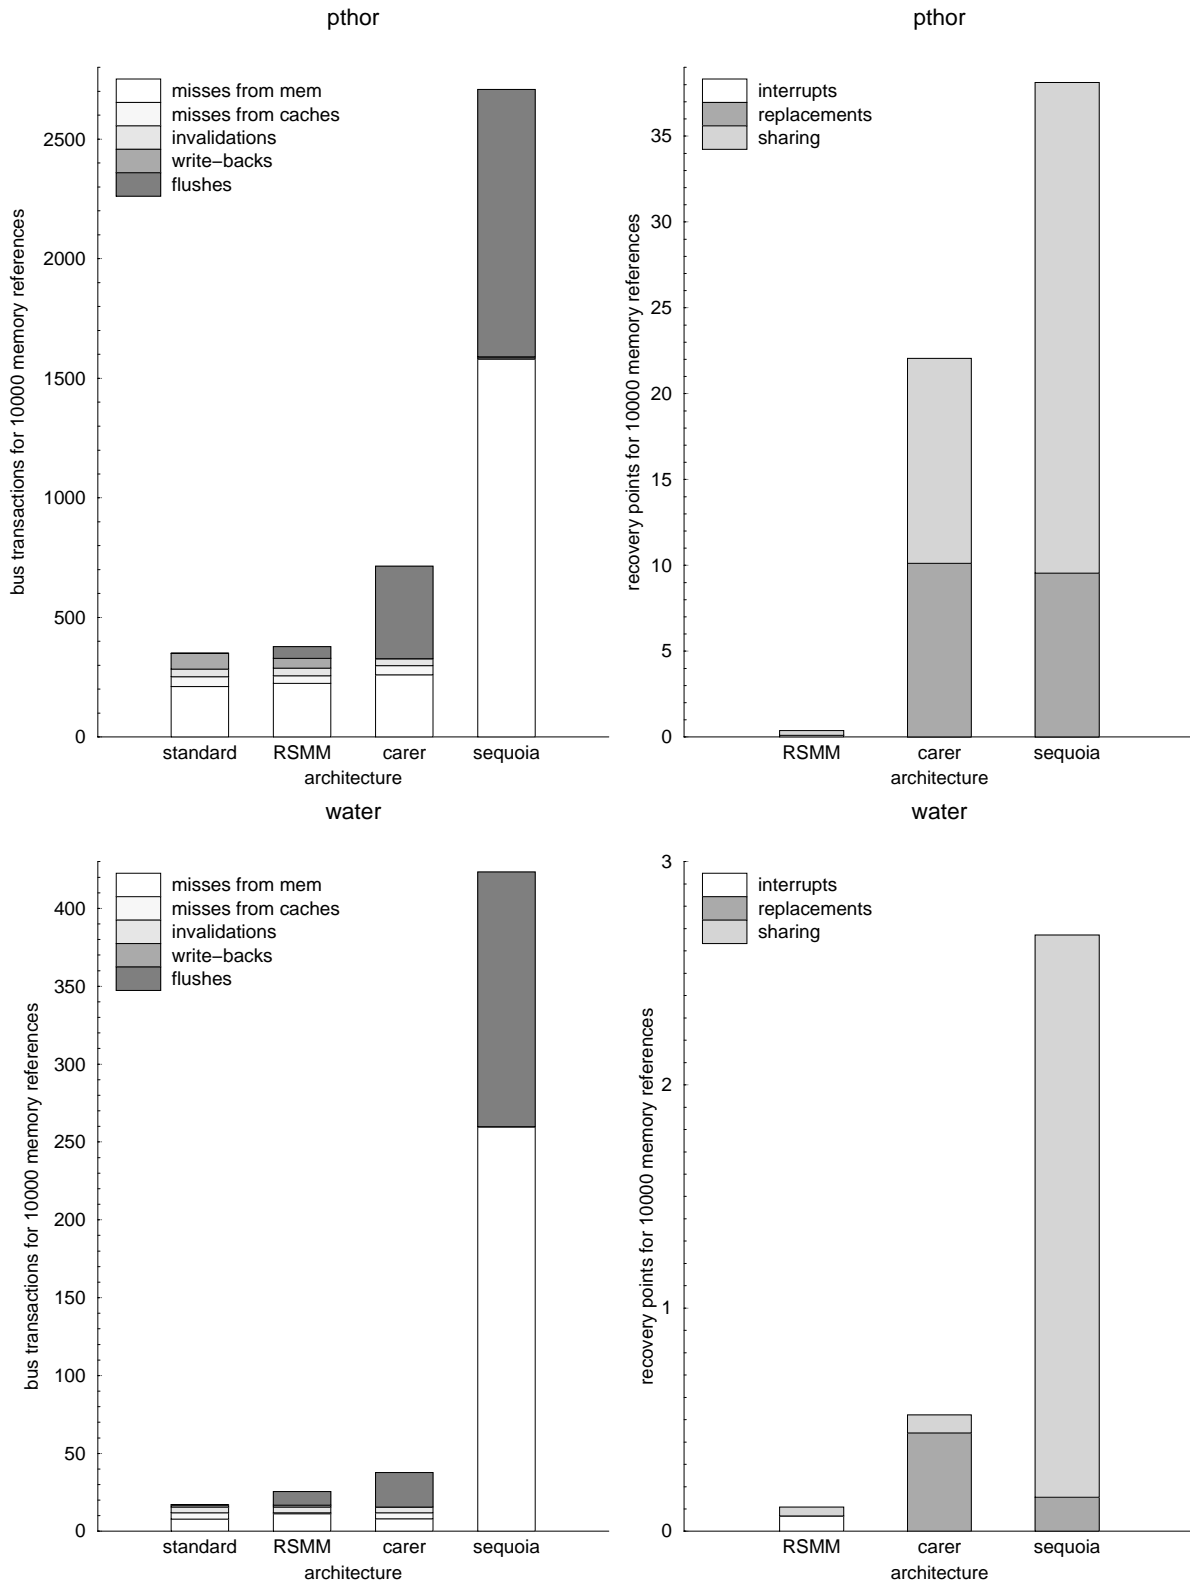 pthor
bus transactions for 10000 memory references
2500
2000
1500
1000
500
0
misses from mem
misses from caches
invalidations
write–backs
flushes
standard RSMM carer sequoia
architecture
pthor
recovery points for 10000 memory references
35
30
25
20
15
10
5
0
interrupts
replacements
sharing
RSMM carer sequoia
architecture
water
bus transactions for 10000 memory references
400
350
300
250
200
150
100
50
0
misses from mem
misses from caches
invalidations
write–backs
flushes
standard RSMM carer sequoia
architecture
water
recovery points for 10000 memory references
3
2
1
0
interrupts
replacements
sharing
RSMM carer sequoia
architecture